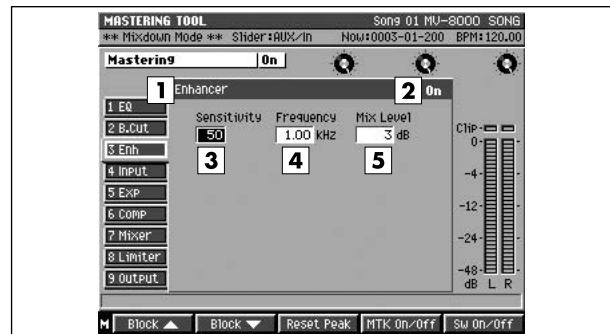 MASTERING TOOL Song 01 MV-8000 SONG
** Mixdown Mode ** Slider:AUX/In Now:0003-01-200 BPM:120.00
Mastering On
1 Enhancer 2 On
1 EQ
2 B.Cut
3 Enh
4 Input
5 Exp
6 Comp
7 Mixer
8 Limiter
9 Output
Sensitivity Frequency Mix Level
50 1.00 kHz 3 dB
3 4 5
Clip
0
-4
-12
-24
-48
dB L R
M Block ▲ Block ▼ Reset Peak MTK On/Off Sw On/Off